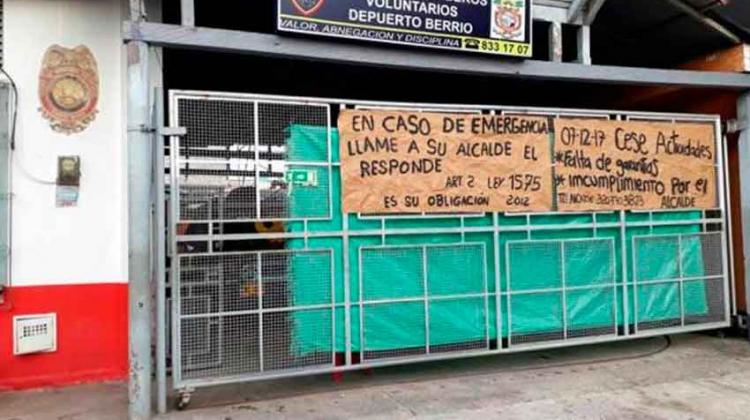 VOLUNTARIOS
DEPUERTO BERRIO
VALOR, ABNEGACION Y DISCIPLINA
833 17 07
EN CASO DE EMERGENCIA
LLAME A SU ALCALDE EL
RESPONDE
ART 2 LEY 1575
ES SU OBLIGACION 2012
07-12-17 Cese Actividades
*Falta de garantias
* incumplimiento por el
ALCALDE